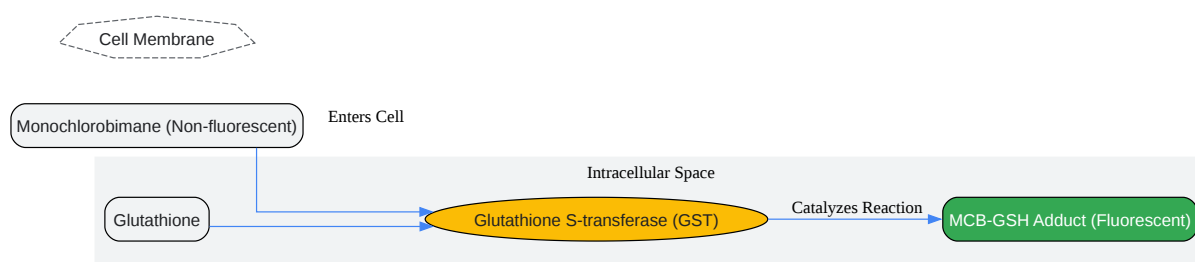 Cell Membrane
Monochlorobimane (Non-fluorescent)
Enters Cell
Intracellular Space
Glutathione
Glutathione S-transferase (GST)
Catalyzes Reaction
MCB-GSH Adduct (Fluorescent)